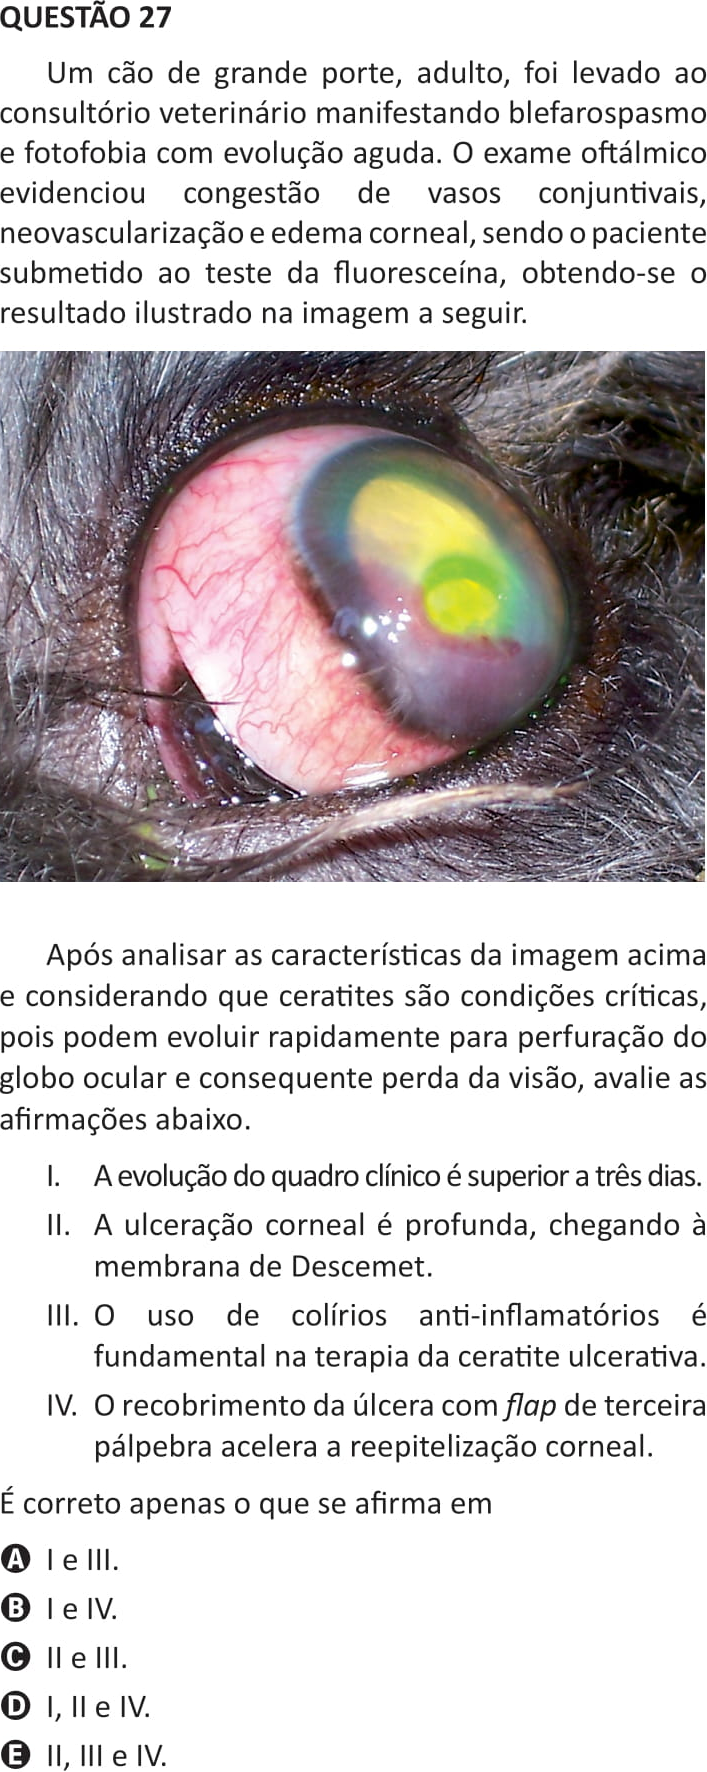 QUESTÃO 27
Um cão de grande porte, adulto, foi levado ao
consultório veterinário manifestando blefarospasmo
e fotofobia com evolução aguda. O exame oftálmico
evidenciou congestão de vasos conjuntivais,
neovascularização e edema corneal, sendo o paciente
submetido ao teste da fluoresceína, obtendo-se o
resultado ilustrado na imagem a seguir.
Após analisar as características da imagem acima
e considerando que ceratites são condições críticas,
pois podem evoluir rapidamente para perfuração do
globo ocular e consequente perda da visão, avalie as
afirmações abaixo.
I. A evolução do quadro clínico é superior a três dias.
II. A ulceração corneal é profunda, chegando à
membrana de Descemet.
III. O uso de colírios anti-inflamatórios é
fundamental na terapia da ceratite ulcerativa.
IV. O recobrimento da úlcera com flap de terceira
pálpebra acelera a reepitelização corneal.
É correto apenas o que se afirma em
A I e III.
B I e IV.
C II e III.
D I, II e IV.
E II, III e IV.